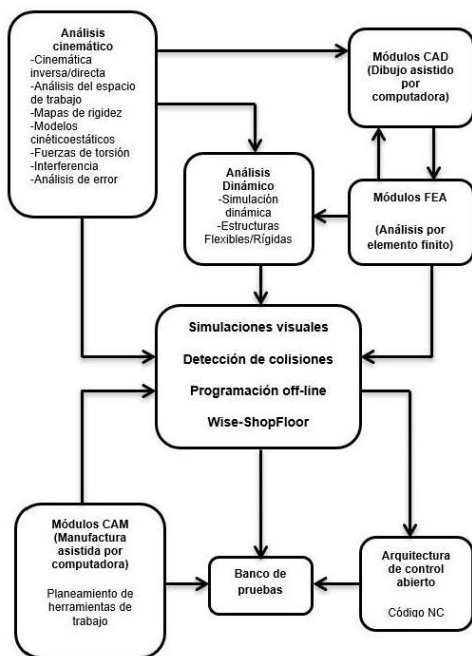 Análisis
cinemático
-Cinemática
inversa/directa
-Análisis del espacio
de trabajo
-Mapas de rigidez
-Modelos
cinéticoestáticos
-Fuerzas de torsión
-Interferencia
-Análisis de error
Módulos CAD
(Dibujo asistido
por
computadora)
Análisis
Dinámico
-Simulación
dinámica
-Estructuras
Flexibles/Rígidas
Módulos FEA
(Análisis por
elemento finito)
Simulaciones visuales
Detección de colisiones
Programación off-line
Wise-ShopFloor
Módulos CAM
(Manufactura
asistida por
computadora)
Planeamiento de
herramientas de
trabajo
Banco de
pruebas
Arquitectura
de control
abierto
Código NC